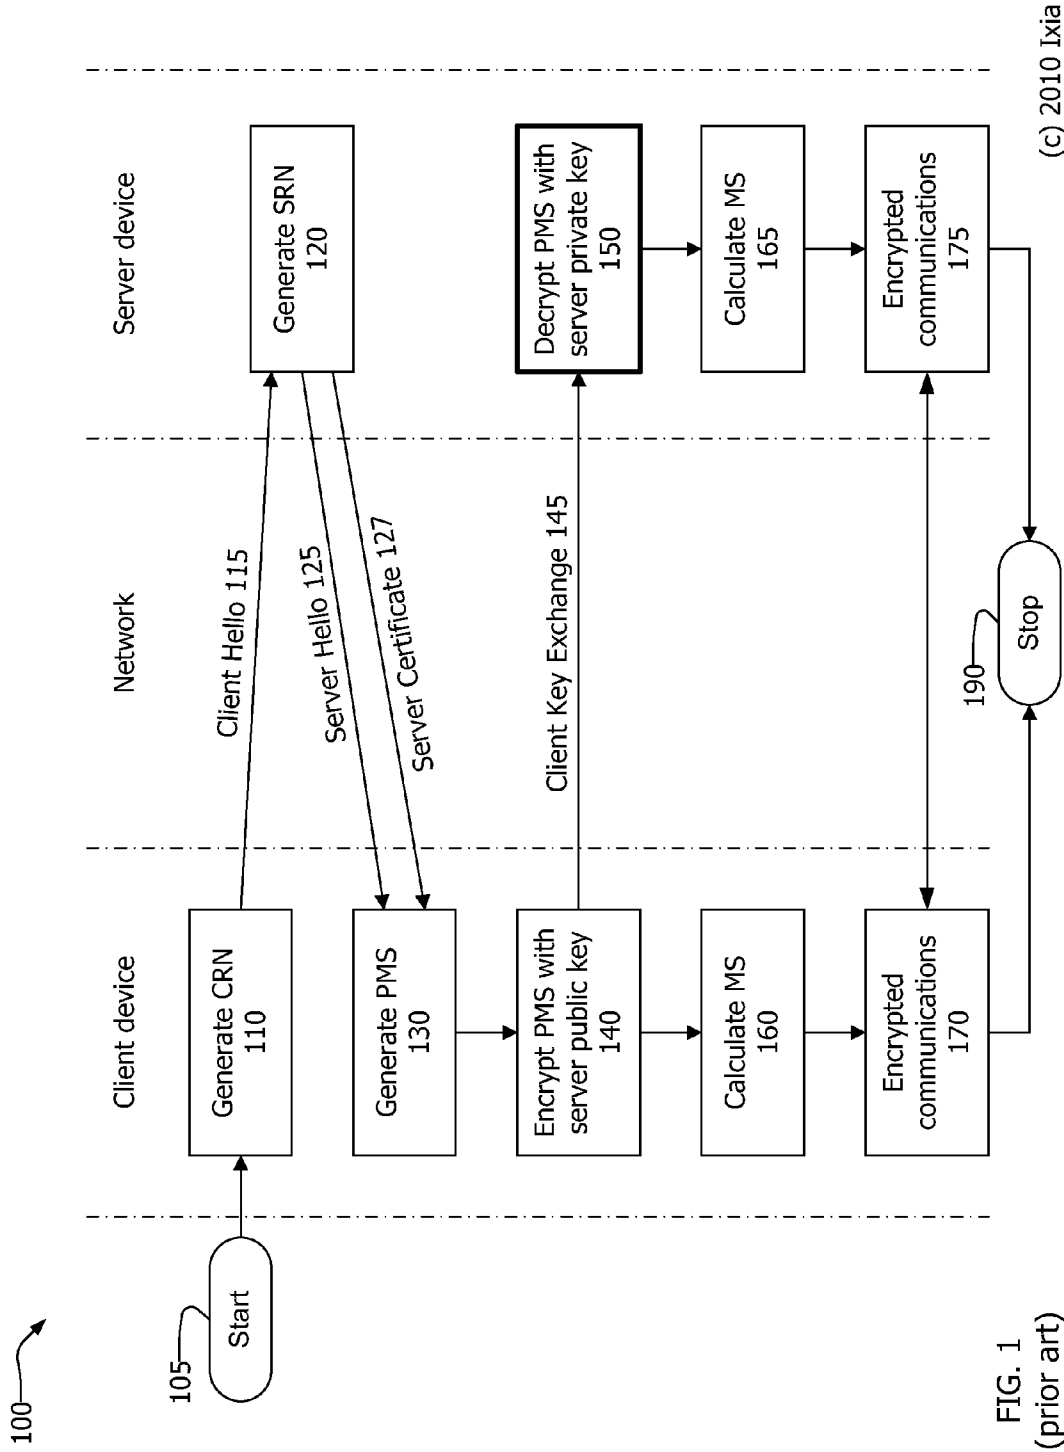 100
Client device
Network
Server device
105
Start
Generate CRN
110
Client Hello 115
Generate SRN
120
Server Hello 125
Server Certificate 127
Generate PMS
130
Encrypt PMS with
server public key
140
Client Key Exchange 145
Decrypt PMS with
server private key
150
Calculate MS
160
Calculate MS
165
Encrypted
communications
170
Encrypted
communications
175
190
Stop
FIG. 1
(prior art)
(c) 2010 Ixia